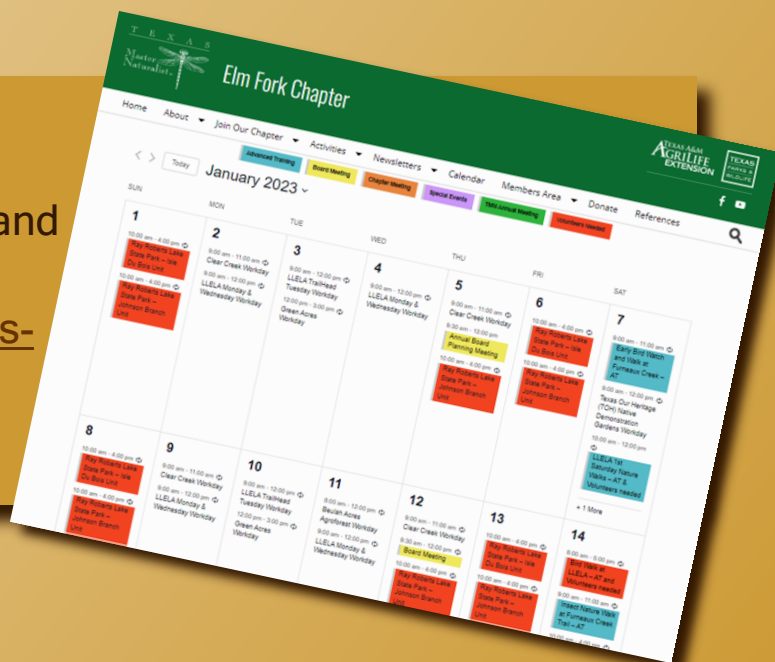 and
s-
TEXAS
Master
Naturalist
Elm Fork Chapter
TEXAS A&M
AGRILIFE
EXTENSION
TEXAS
PARKS &
WILDLIFE
Home About Join Our Chapter Activities Newsletters Calendar Members Area Donate References
Advanced Training Board Meeting Chapter Meeting Special Events TMN Annual Meeting Volunteers Needed
Today January 2023
SUN MON TUE WED THU FRI SAT
1
10:00 am - 4:00 pm
Ray Roberts Lake
State Park – Isle
Du Bois Unit
10:00 am - 4:00 pm
Ray Roberts Lake
State Park –
Johnson Branch
Unit
2
9:00 am - 11:00 am
Clear Creek Workday
9:00 am - 12:00 pm
LLELA Monday &
Wednesday Workday
3
9:00 am - 12:00 pm
LLELA TrailHead
Tuesday Workday
12:00 pm - 3:00 pm
Green Acres
Workday
4
9:00 am - 12:00 pm
LLELA Monday &
Wednesday Workday
5
9:00 am - 11:00 am
Clear Creek Workday
9:30 am - 12:00 pm
Annual Board
Planning Meeting
10:00 am - 4:00 pm
Ray Roberts Lake
State Park –
Johnson Branch
Unit
6
10:00 am - 4:00 pm
Ray Roberts Lake
State Park – Isle
Du Bois Unit
10:00 am - 4:00 pm
Ray Roberts Lake
State Park –
Johnson Branch
Unit
7
9:00 am - 11:00 am
Early Bird Watch
and Walk at
Furneaux Creek –
AT
9:00 am - 12:00 pm
Texas Our Heritage
(TOH) Native
Demonstration
Gardens Workday
10:00 am - 12:00 pm
LLELA 1st
Saturday Nature
Walks – AT &
Volunteers needed
+ 1 More
8
10:00 am - 4:00 pm
Ray Roberts Lake
State Park – Isle
Du Bois Unit
10:00 am - 4:00 pm
Ray Roberts Lake
State Park –
Johnson Branch
Unit
9
9:00 am - 11:00 am
Clear Creek Workday
9:00 am - 12:00 pm
LLELA Monday &
Wednesday Workday
10
9:00 am - 12:00 pm
LLELA TrailHead
Tuesday Workday
12:00 pm - 3:00 pm
Green Acres
Workday
11
9:00 am - 12:00 pm
Beulah Acres
Agroforest Workday
9:00 am - 12:00 pm
LLELA Monday &
Wednesday Workday
12
9:00 am - 11:00 am
Clear Creek Workday
9:30 am - 12:00 pm
Board Meeting
10:00 am - 4:00 pm
Ray Roberts Lake
State Park –
Johnson Branch
Unit
13
10:00 am - 4:00 pm
Ray Roberts Lake
State Park – Isle
Du Bois Unit
10:00 am - 4:00 pm
Ray Roberts Lake
State Park –
Johnson Branch
Unit
14
8:00 am - 5:00 pm
Bird Walk at
LLELA – AT and
Volunteers needed
9:00 am - 11:00 am
Insect Nature Walk
at Furneaux Creek
Trail – AT